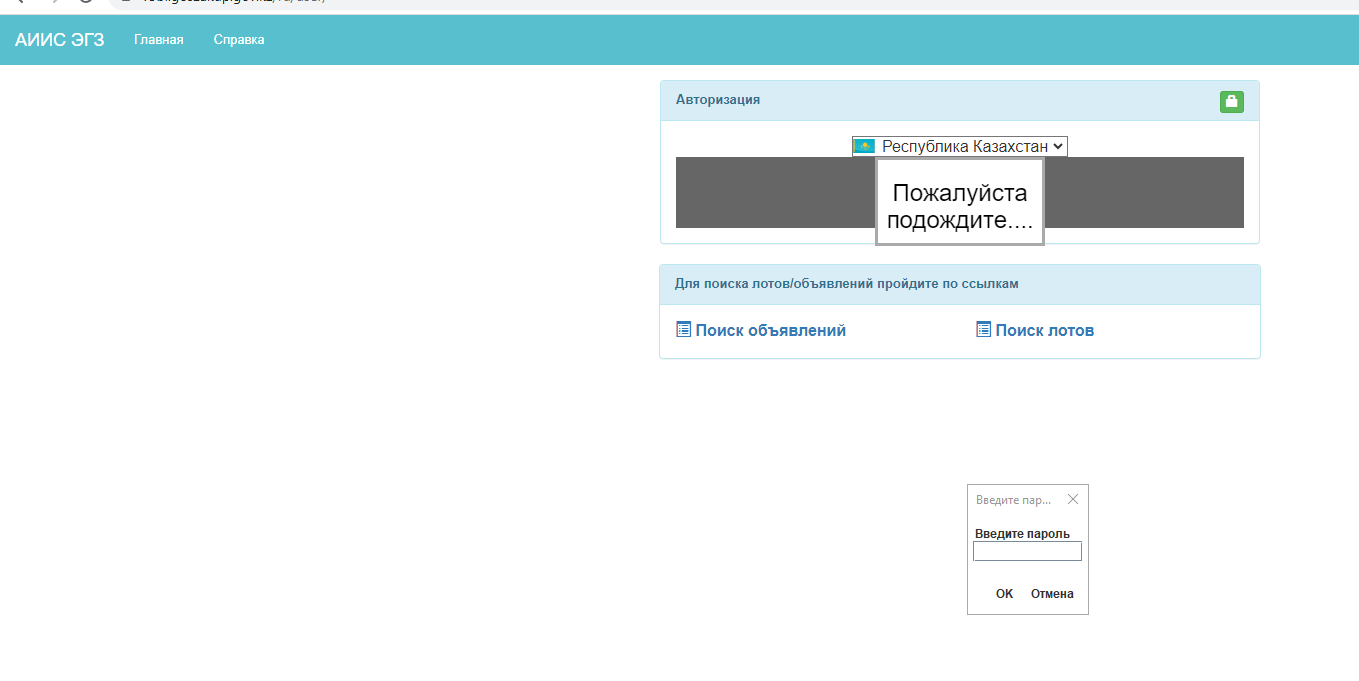 АИИС ЭГЗ Главная Справка
Авторизация
Республика Казахстан
Пожалуйста
подождите....
Для поиска лотов/объявлений пройдите по ссылкам
Поиск объявлений Поиск лотов
Введите пар...
Введите пароль
OK Отмена